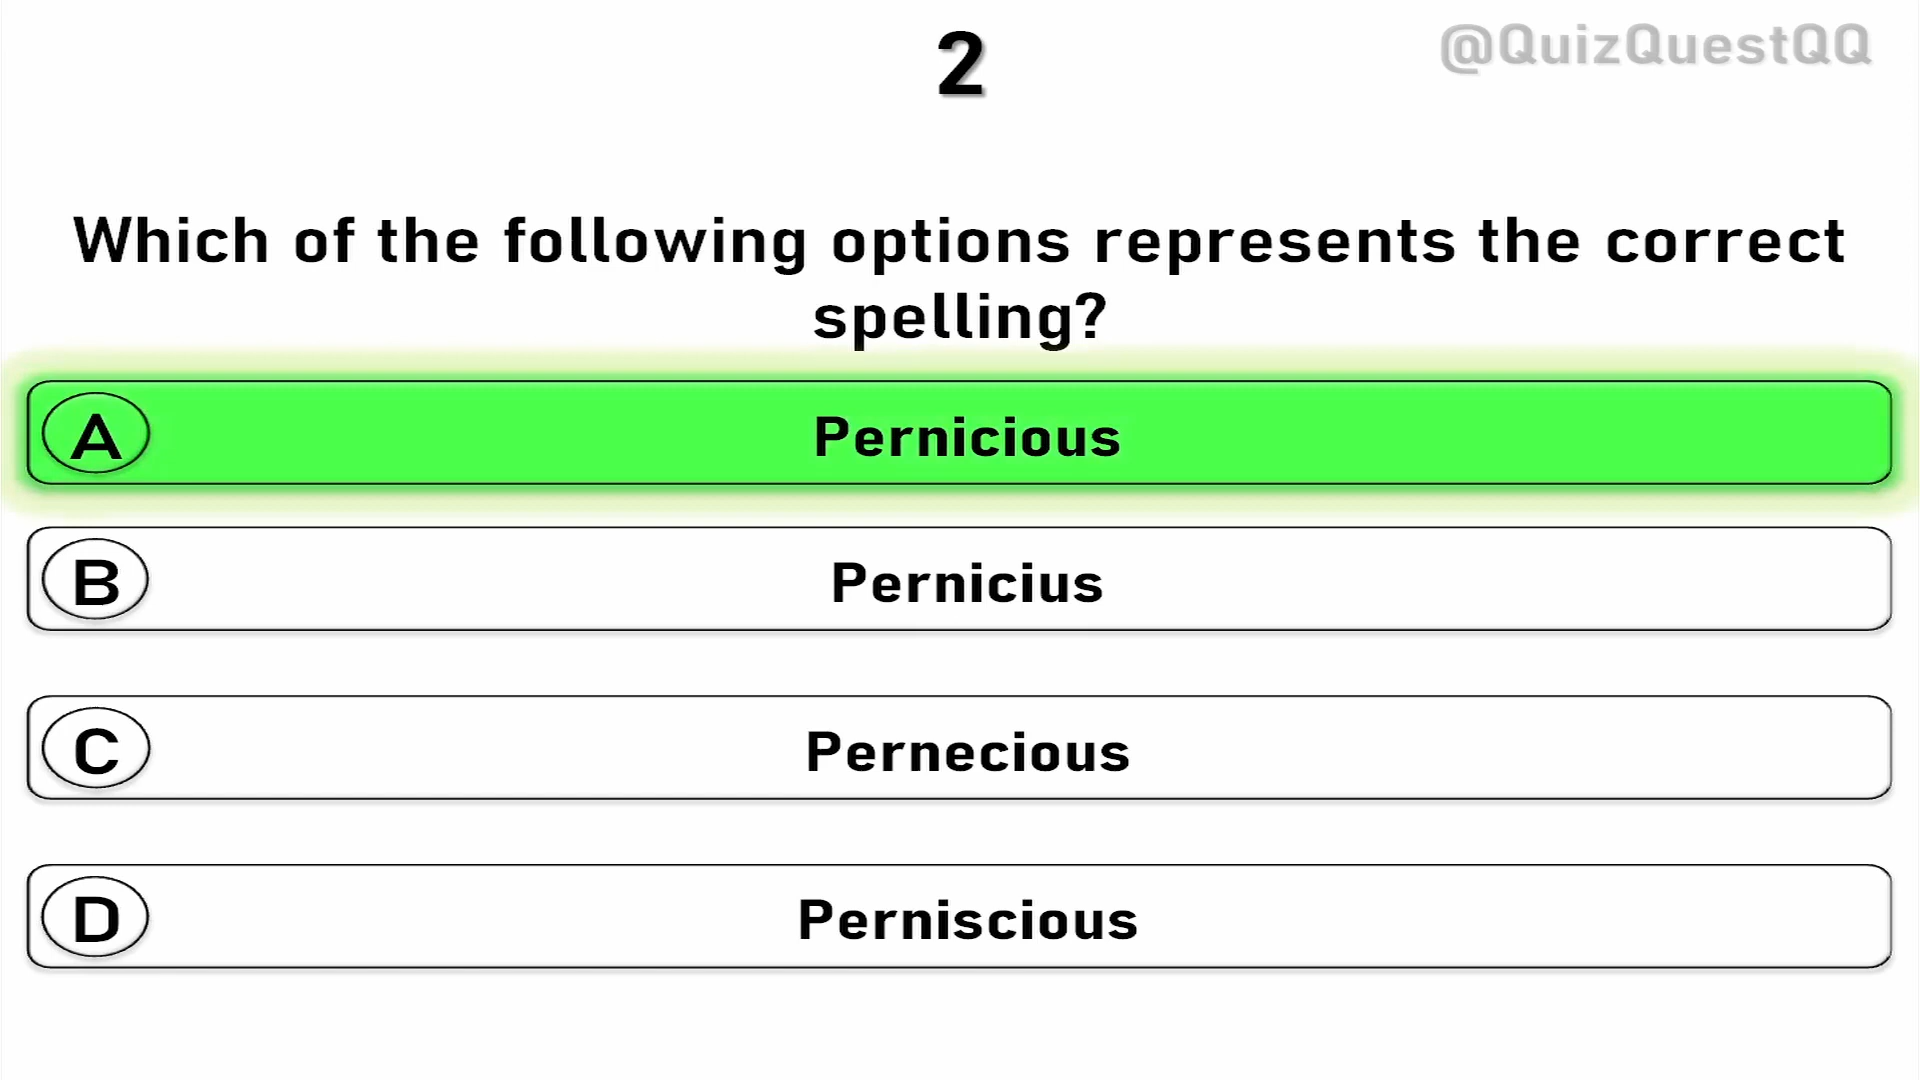 2
@QuizQuestQQ
Which of the following options represents the correct
spelling?
A Pernicious
B Pernicius
C Pernecious
D Perniscious